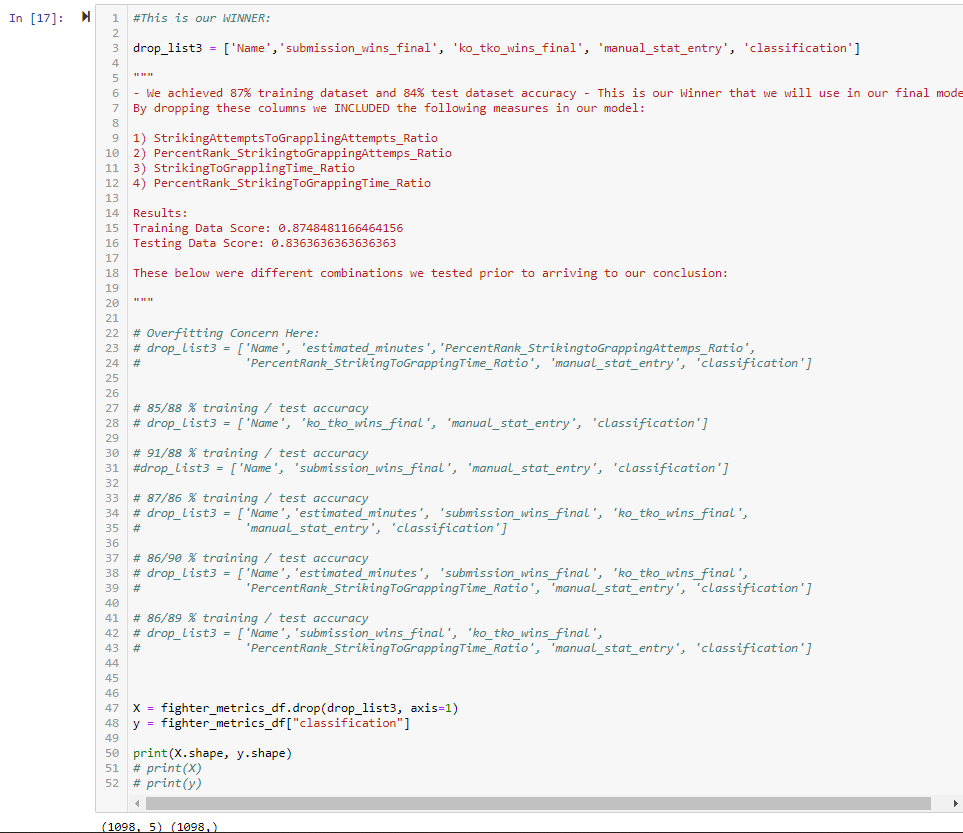 In [17]:
1 #This is our WINNER:
2
3 drop_list3 = ['Name','submission_wins_final', 'ko_tko_wins_final', 'manual_stat_entry', 'classification']
4
5 """
6 - We achieved 87% training dataset and 84% test dataset accuracy - This is our Winner that we will use in our final mode
7 By dropping these columns we INCLUDED the following measures in our model:
8
9 1) StrikingAttemptsToGrapplingAttempts_Ratio
10 2) PercentRank_StrikingtoGrappingAttemps_Ratio
11 3) StrikingToGrapplingTime_Ratio
12 4) PercentRank_StrikingToGrappingTime_Ratio
13
14 Results:
15 Training Data Score: 0.8748481166464156
16 Testing Data Score: 0.8363636363636363
17
18 These below were different combinations we tested prior to arriving to our conclusion:
19
20 """
21
22 # Overfitting Concern Here:
23 # drop_list3 = ['Name', 'estimated_minutes','PercentRank_StrikingtoGrappingAttemps_Ratio',
24 # 'PercentRank_StrikingToGrappingTime_Ratio', 'manual_stat_entry', 'classification']
25
26
27 # 85/88 % training / test accuracy
28 # drop_list3 = ['Name', 'ko_tko_wins_final', 'manual_stat_entry', 'classification']
29
30 # 91/88 % training / test accuracy
31 #drop_list3 = ['Name', 'submission_wins_final', 'manual_stat_entry', 'classification']
32
33 # 87/86 % training / test accuracy
34 # drop_list3 = ['Name','estimated_minutes', 'submission_wins_final', 'ko_tko_wins_final',
35 # 'manual_stat_entry', 'classification']
36
37 # 86/90 % training / test accuracy
38 # drop_list3 = ['Name','estimated_minutes', 'submission_wins_final', 'ko_tko_wins_final',
39 # 'PercentRank_StrikingToGrappingTime_Ratio', 'manual_stat_entry', 'classification']
40
41 # 86/89 % training / test accuracy
42 # drop_list3 = ['Name','submission_wins_final', 'ko_tko_wins_final',
43 # 'PercentRank_StrikingToGrappingTime_Ratio', 'manual_stat_entry', 'classification']
44
45
46
47 X = fighter_metrics_df.drop(drop_list3, axis=1)
48 y = fighter_metrics_df["classification"]
49
50 print(X.shape, y.shape)
51 # print(X)
52 # print(y)
(1098, 5) (1098,)